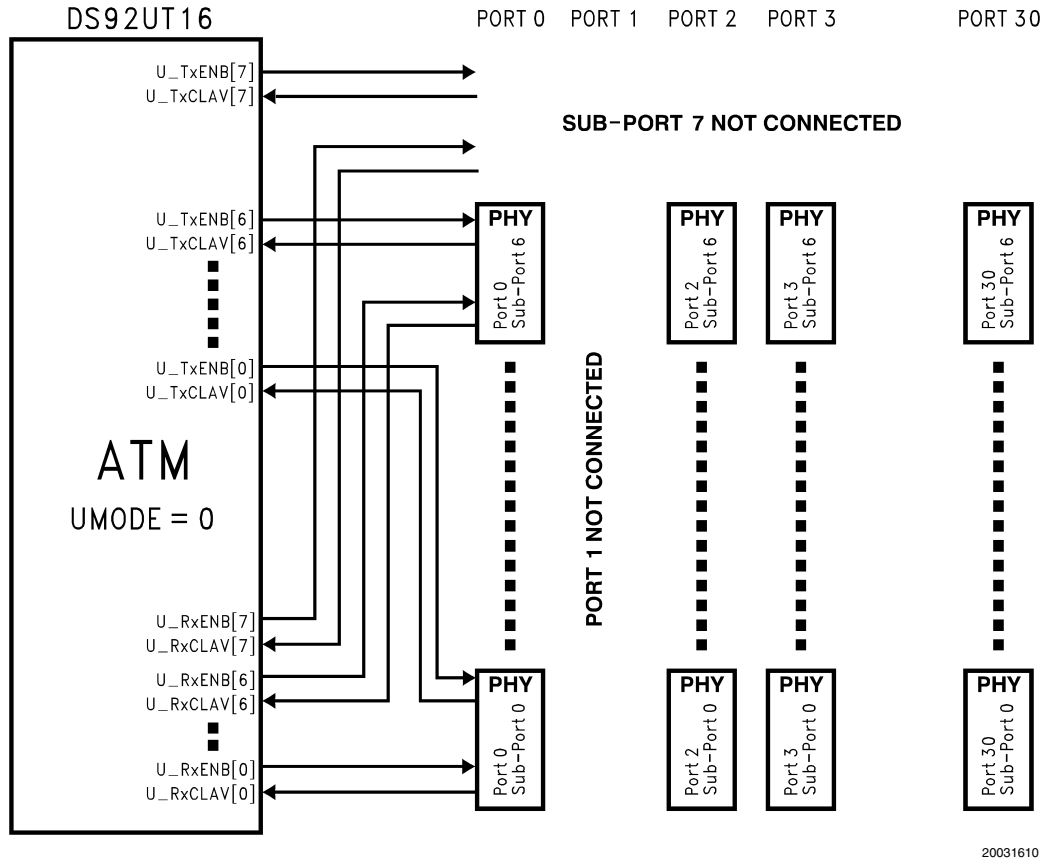 DS92UT16
PORT 0 PORT 1 PORT 2 PORT 3 PORT 30
U_TxENB[7]
U_TxCLAV[7]
SUB-PORT 7 NOT CONNECTED
U_TxENB[6]
U_TxCLAV[6]
PHY
Port 0
Sub-Port 6
PHY
Port 2
Sub-Port 6
PHY
Port 3
Sub-Port 6
PHY
Port 30
Sub-Port 6
U_TxENB[0]
U_TxCLAV[0]
PORT 1 NOT CONNECTED
ATM
UMODE = 0
U_RxENB[7]
U_RxCLAV[7]
U_RxENB[6]
U_RxCLAV[6]
U_RxENB[0]
U_RxCLAV[0]
PHY
Port 0
Sub-Port 0
PHY
Port 2
Sub-Port 0
PHY
Port 3
Sub-Port 0
PHY
Port 30
Sub-Port 0
20031610